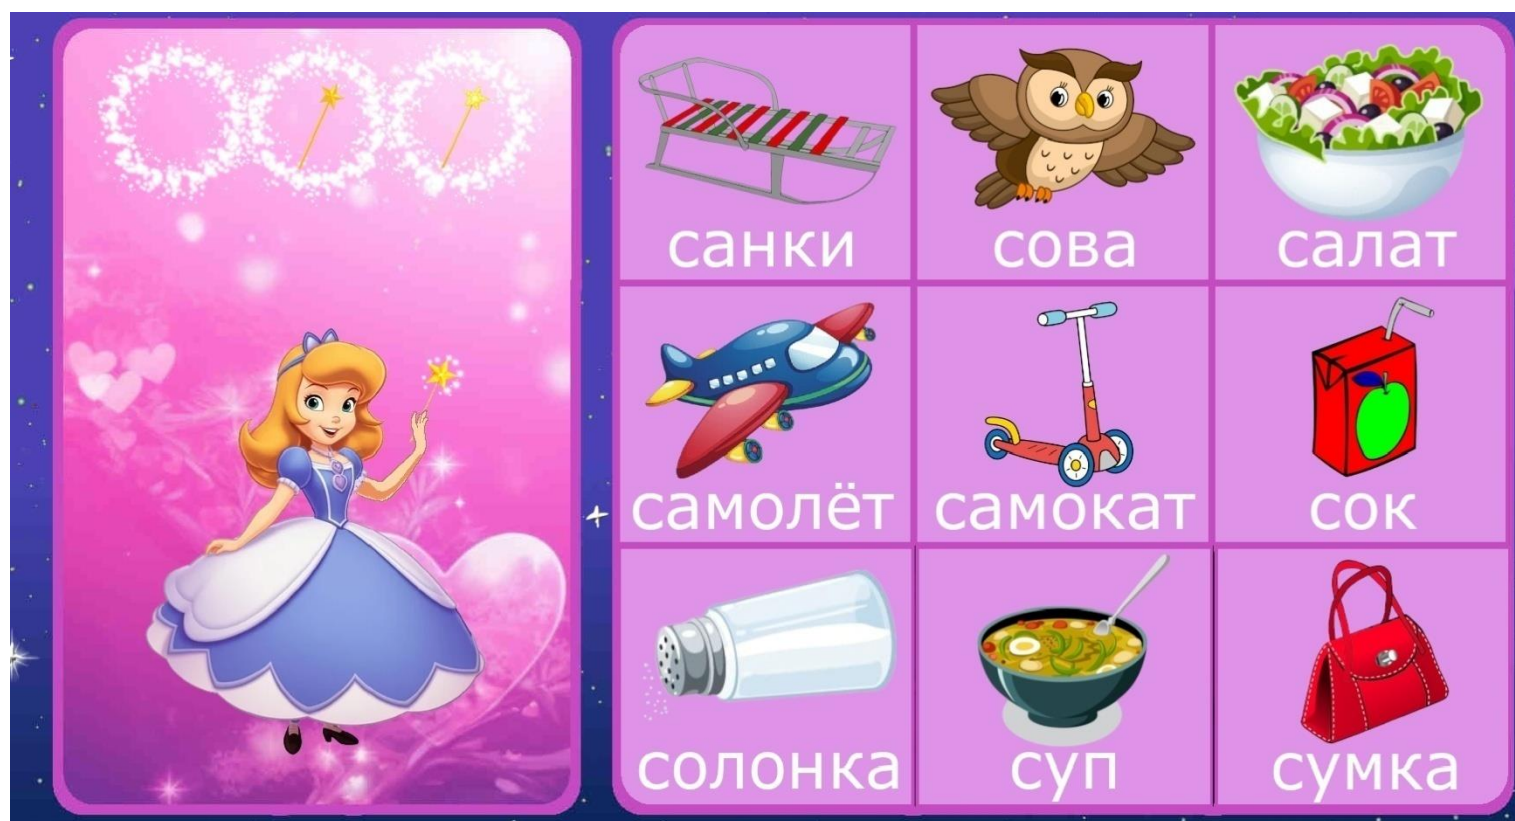 санки сова салат
самолёт самокат сок
солонка суп сумка